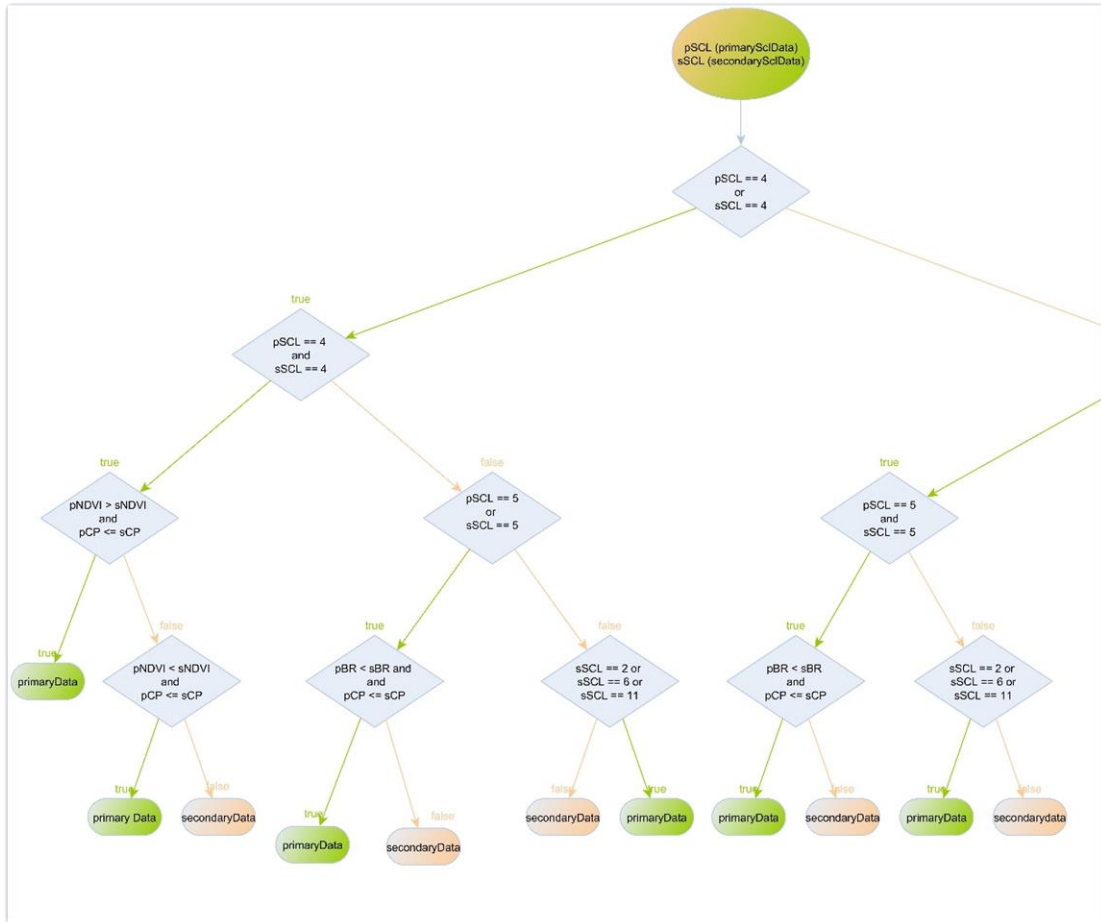 pSCL (primarySclData)
sSCL (secondarySclData)
pSCL == 4
or
sSCL == 4
true
pSCL == 4
and
sSCL == 4
true
false
true
pNDVI > sNDVI
and
pCP <= sCP
pSCL == 5
or
sSCL == 5
pSCL == 5
and
sSCL == 5
true
false
true
false
true
false
primaryData
pNDVI < sNDVI
and
pCP <= sCP
pBR < sBR and
and
pCP <= sCP
sSCL == 2 or
sSCL == 6 or
sSCL == 11
pBR < sBR
and
pCP <= sCP
sSCL == 2 or
sSCL == 6 or
sSCL == 11
true
false
true
false
false
true
true
false
true
false
primary Data
secondaryData
primaryData
secondaryData
secondaryData
primaryData
primaryData
secondaryData
primaryData
secondarydata